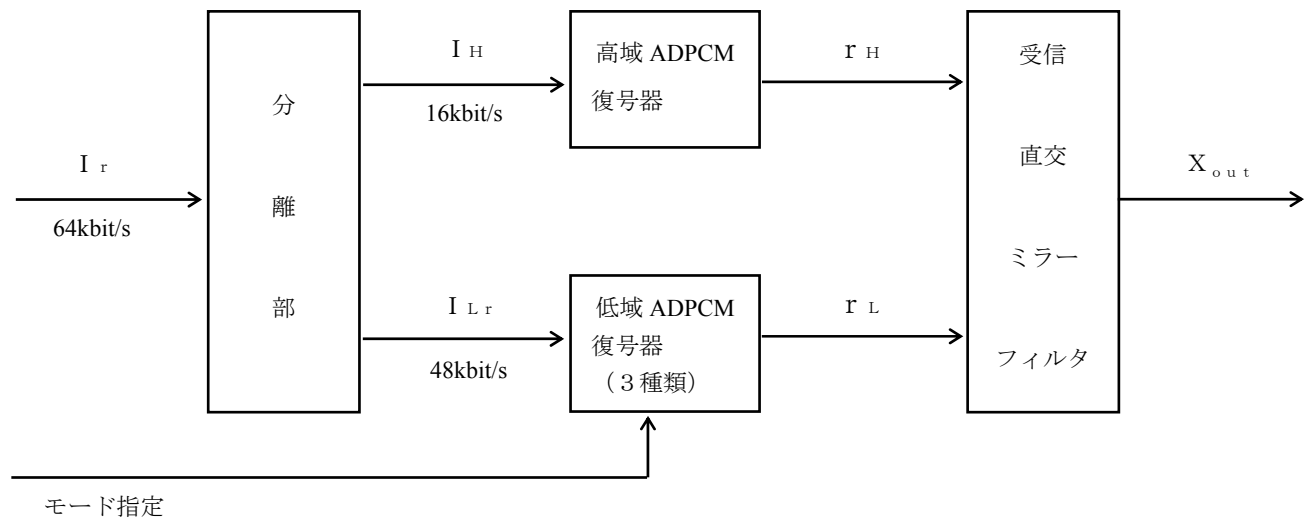 I r
64kbit/s
分
離
部
I H
16kbit/s
高域 ADPCM
復号器
r H
I L r
48kbit/s
低域 ADPCM
復号器
（３種類）
r L
受信
直交
ミラー
フィルタ
X out
モード指定